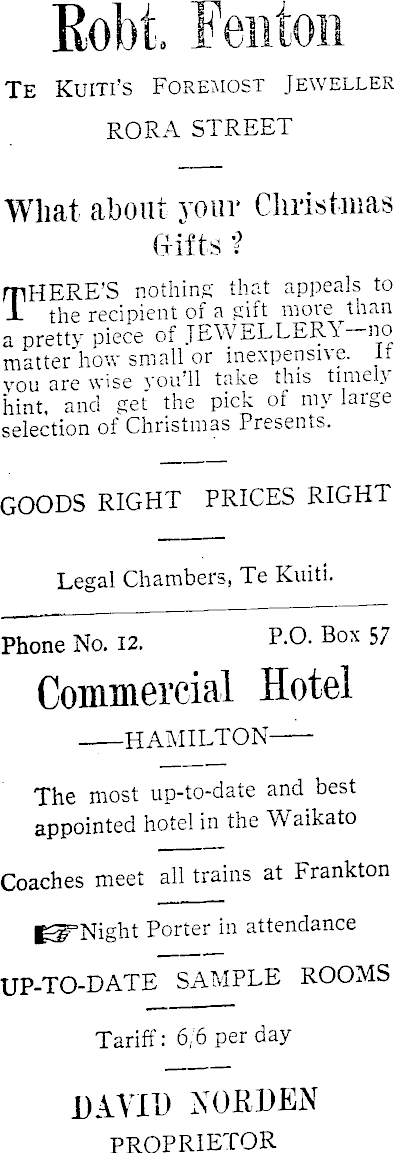 Robt. Fenton
TE KUITI'S FOREMOST JEWELLER
RORA STREET
What about your Christmas
Gifts?
THERE'S nothing that appeals to
the recipient of a gift more than
a pretty piece of JEWELLERY—no
matter how small or inexpensive. If
you are wise you'll take this timely
hint, and get the pick of my large
selection of Christmas Presents.
GOODS RIGHT PRICES RIGHT
Legal Chambers, Te Kuiti.
Phone No. 12. P.O. Box 57
Commercial Hotel
—HAMILTON—
The most up-to-date and best
appointed hotel in the Waikato
Coaches meet all trains at Frankton
☞Night Porter in attendance
UP-TO-DATE SAMPLE ROOMS
Tariff: 6/6 per day
DAVID NORDEN
PROPRIETOR